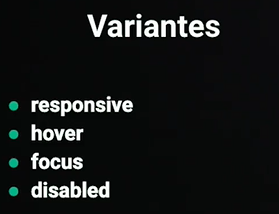 Variantes
responsive
hover
focus
disabled